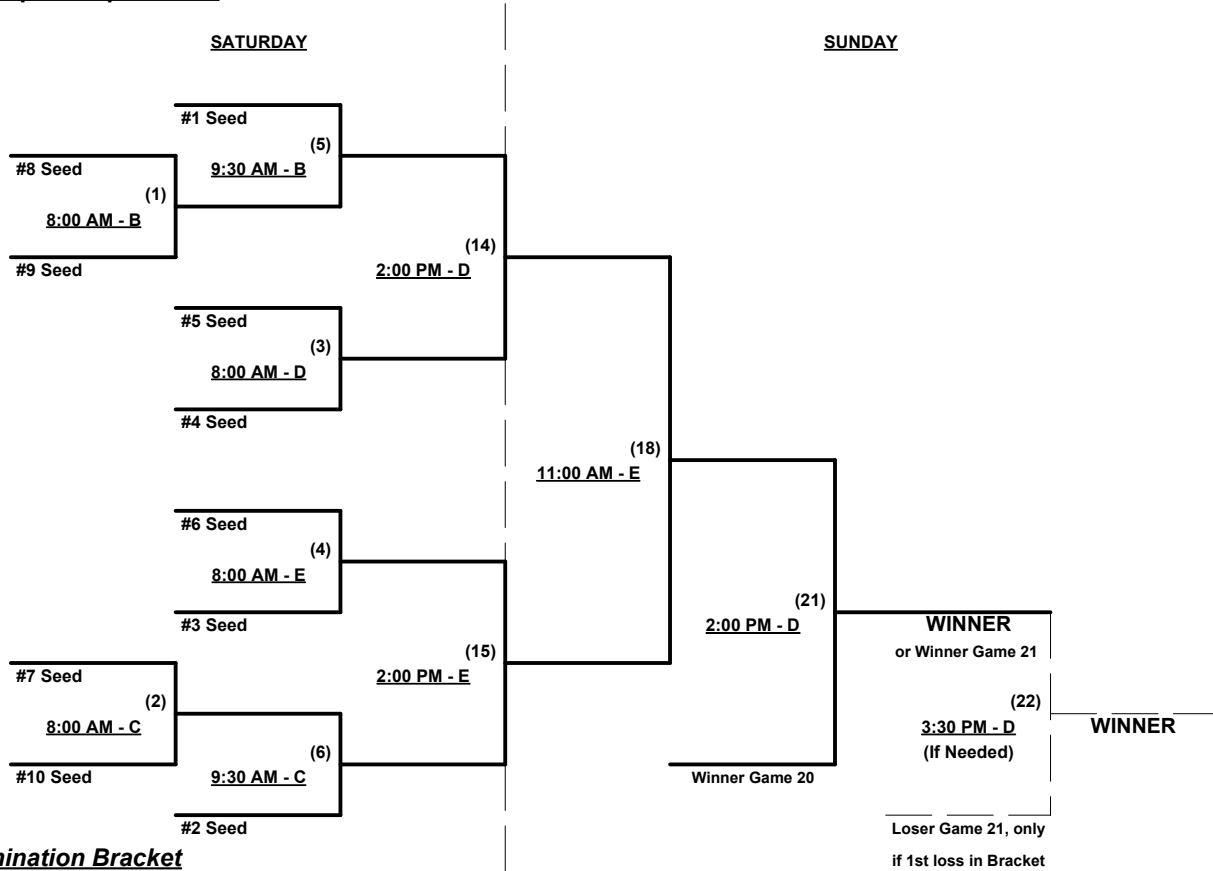 SATURDAY
SUNDAY
#1 Seed
(5)
9:30 AM - B
#8 Seed
(1)
8:00 AM - B
#9 Seed
(14)
2:00 PM - D
#5 Seed
(3)
8:00 AM - D
#4 Seed
(18)
11:00 AM - E
#6 Seed
(4)
8:00 AM - E
#3 Seed
(15)
2:00 PM - E
#7 Seed
(2)
8:00 AM - C
#10 Seed
(6)
9:30 AM - C
#2 Seed
(21)
2:00 PM - D
Winner Game 20
WINNER
or Winner Game 21
(22)
3:30 PM - D
(If Needed)
WINNER
Loser Game 21, only
if 1st loss in Bracket
Bracket